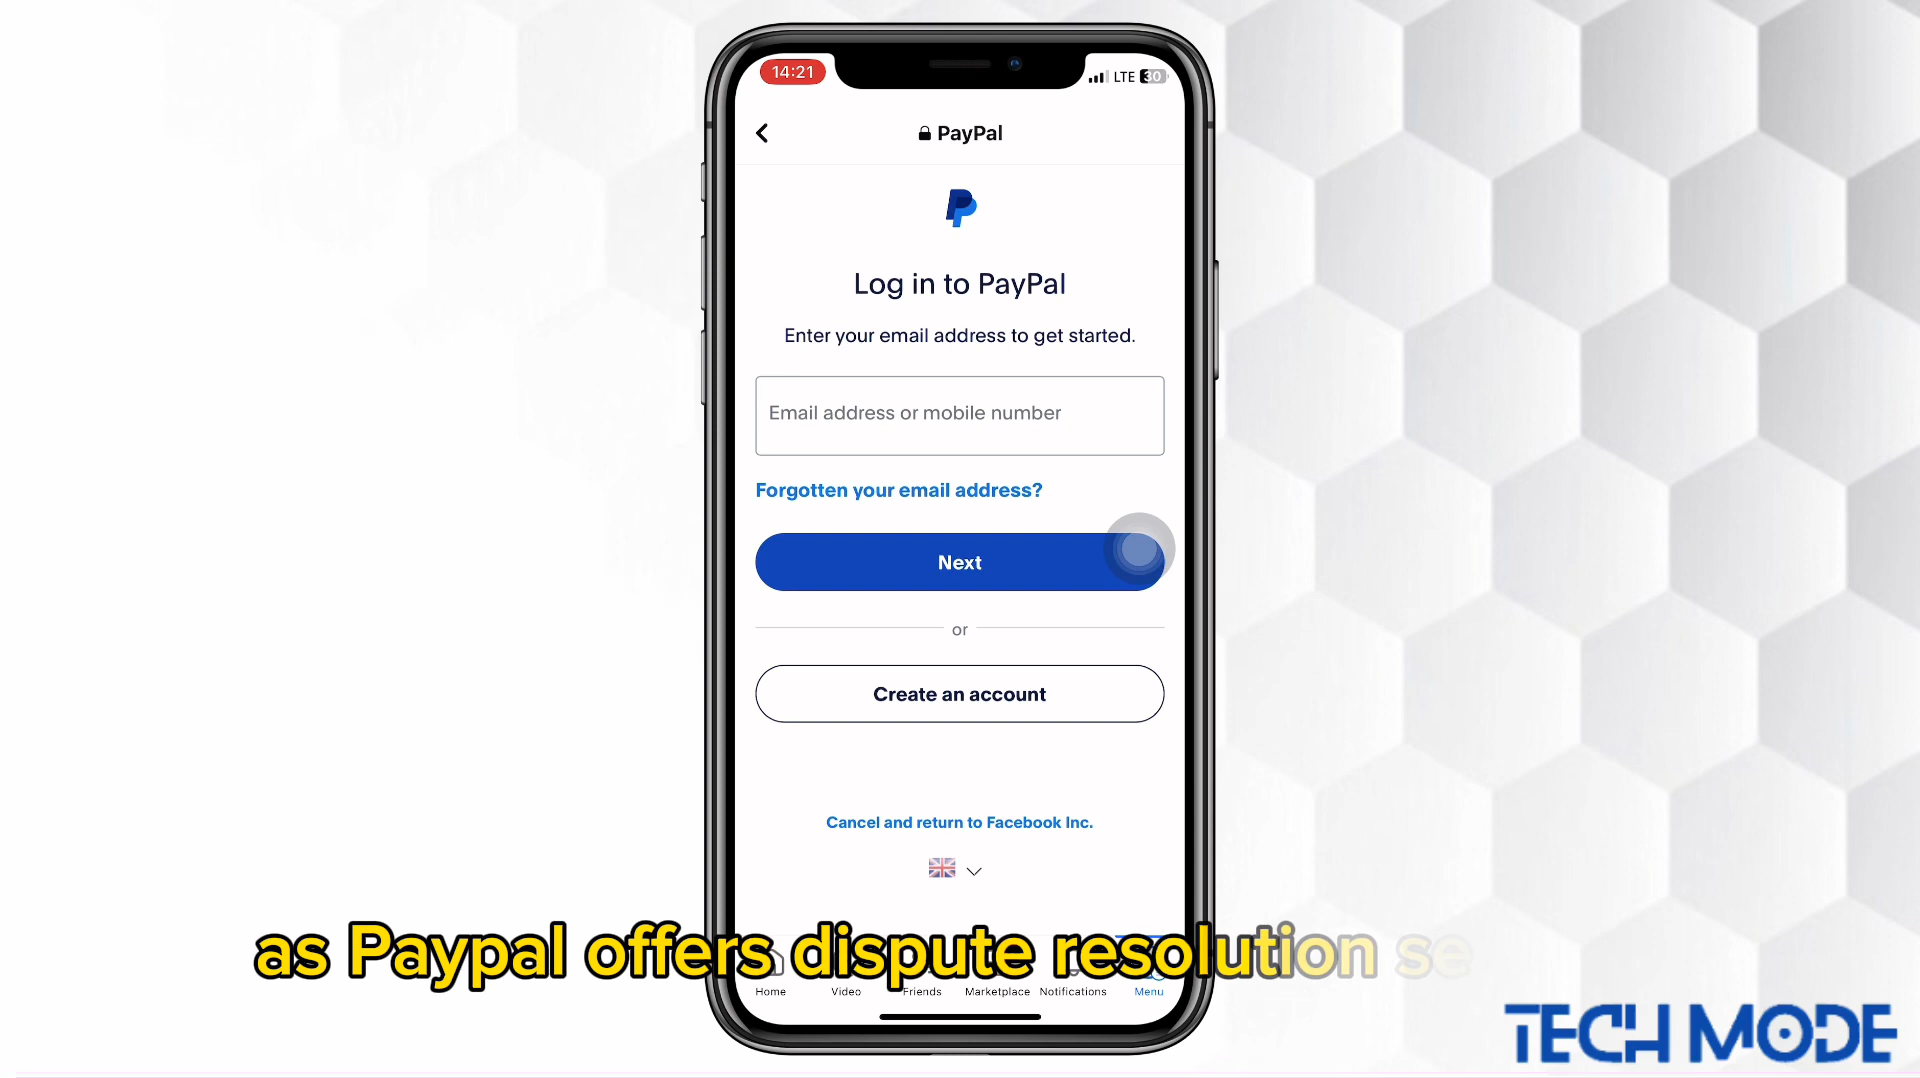 14:21
LTE 30
PayPal
Log in to PayPal
Enter your email address to get started.
Email address or mobile number
Forgotten your email address?
Next
or
Create an account
Cancel and return to Facebook Inc.
as Paypal offers dispute resolution se
Home Video Friends Marketplace Notifications Menu
TECH MODE